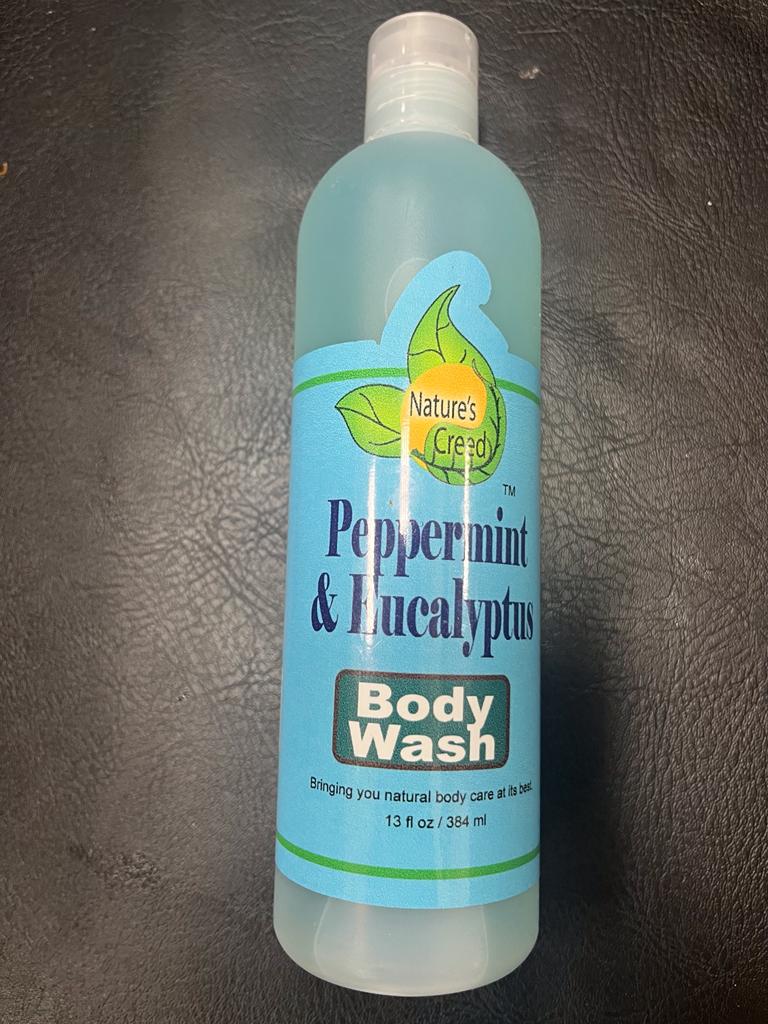 Nature's
Creed
TM
Peppermint
& Eucalyptus
Body
Wash
Bringing you natural body care at its best.
13 fl oz / 384 ml